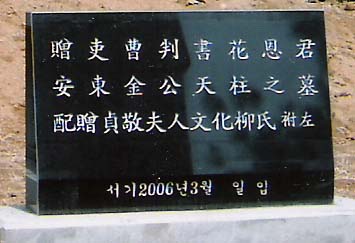 贈吏曹判書花恩君
安東金公天柱之墓
配贈貞敬夫人文化柳氏祔左
서기2006년3월 일 입